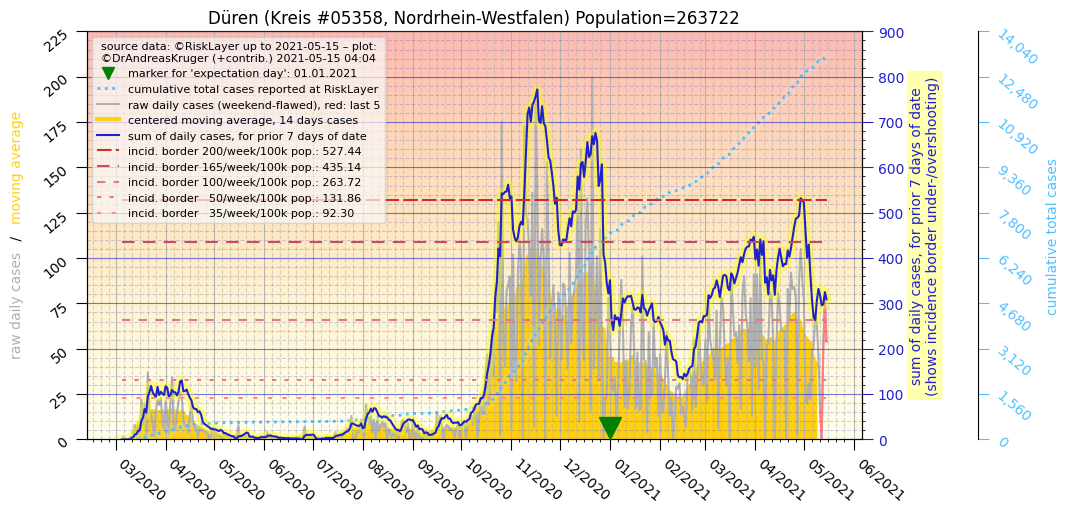 Düren (Kreis #05358, Nordrhein-Westfalen) Population=263722
source data: ©RiskLayer up to 2021-05-15 – plot:
©DrAndreasKruger (+contrib.) 2021-05-15 04:04
marker for 'expectation day': 01.01.2021
cumulative total cases reported at RiskLayer
raw daily cases (weekend-flawed), red: last 5
centered moving average, 14 days cases
sum of daily cases, for prior 7 days of date
incid. border 200/week/100k pop.: 527.44
incid. border 165/week/100k pop.: 435.14
incid. border 100/week/100k pop.: 263.72
incid. border   50/week/100k pop.: 131.86
incid. border   35/week/100k pop.: 92.30
raw daily cases   /   moving average
225
200
175
150
125
100
75
50
25
0
03/2020
04/2020
05/2020
06/2020
07/2020
08/2020
09/2020
10/2020
11/2020
12/2020
01/2021
02/2021
03/2021
04/2021
05/2021
06/2021
900
800
700
600
500
400
300
200
100
0
sum of daily cases, for prior 7 days of date
(shows incidence border under-/overshooting)
14,040
12,480
10,920
9,360
7,800
6,240
4,680
3,120
1,560
0
cumulative total cases